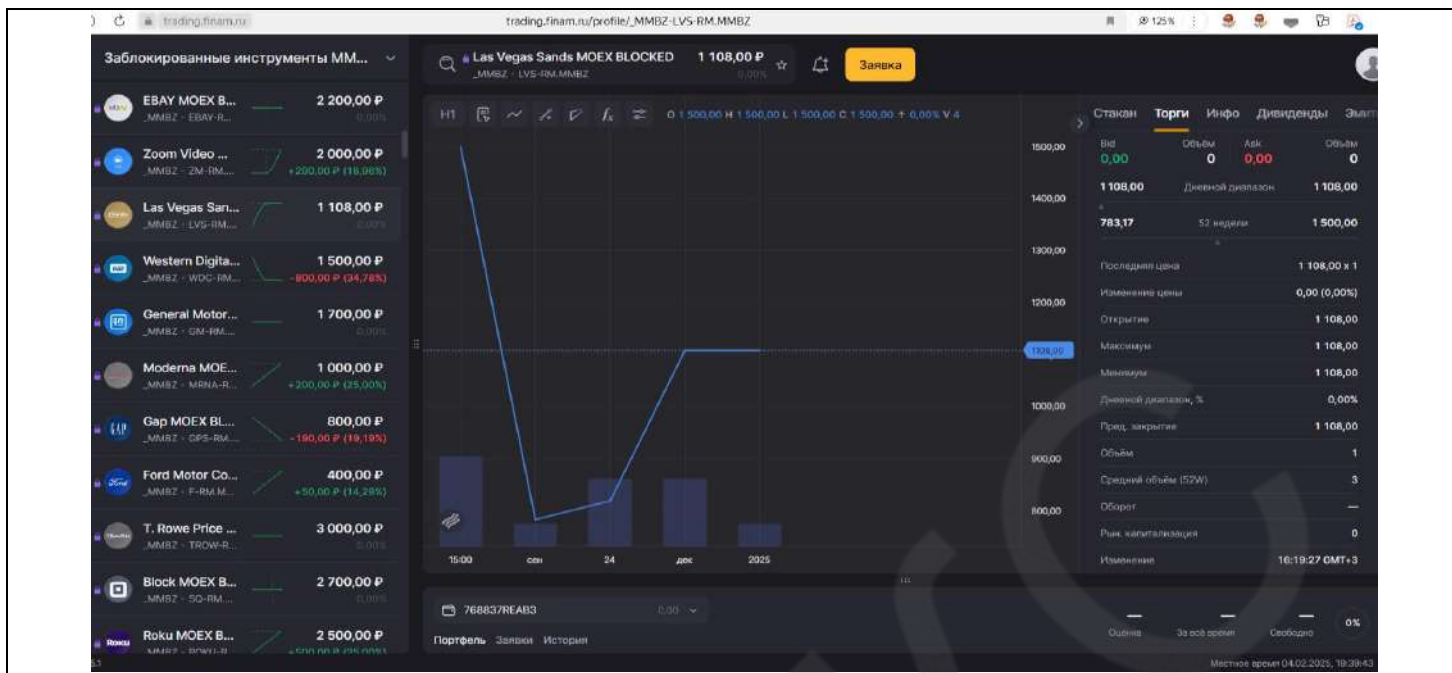 trading.finam.ru
trading.finam.ru/profile/_MMBZ-LVS-RM.MMBZ
125%
Заблокированные инструменты ММ...
EBAY MOEX B...
2 200,00 ₽
_MMBZ · EBAY-R...
0,00%
Zoom Video ...
2 000,00 ₽
_MMBZ · ZM-RM....
Las Vegas San...
1 108,00 ₽
_MMBZ · LVS-RM....
0,00%
Western Digita...
1 500,00 ₽
_MMBZ · WDC-RM...
-800,00 ₽ (34,78%)
General Motor...
1 700,00 ₽
_MMBZ · GM-RM....
0,00%
Moderna MOE...
1 000,00 ₽
_MMBZ · MRNA-R...
+200,00 ₽ (25,00%)
Gap MOEX BL...
800,00 ₽
_MMBZ · GPS-RM...
-190,00 ₽ (19,19%)
Ford Motor Co...
400,00 ₽
_MMBZ · F-RM.M...
+50,00 ₽ (14,29%)
T. Rowe Price ...
3 000,00 ₽
_MMBZ · TROW-R...
0,00%
Block MOEX B...
2 700,00 ₽
_MMBZ · SQ-RM....
0,00%
Roku MOEX B...
2 500,00 ₽
_MMBZ · ROKU-R...
+500,00 ₽ (25,00%)
Las Vegas Sands MOEX BLOCKED
1 108,00 ₽
_MMBZ · LVS-RM.MMBZ
0,00%
Заявка
H1
O 1 500,00 H 1 500,00 L 1 500,00 C 1 500,00 + 0,00% V 4
1500,00
1400,00
1300,00
1200,00
1108,00
1000,00
900,00
800,00
15:00 сен 24 дек 2025
768837REAB3
0,00
Портфель Заявки История
Стакан Торги Инфо Дивиденды
Bid Объём Ask Объём
0,00 0 0,00 0
1 108,00 Дневной диапазон 1 108,00
783,17 52 недели 1 500,00
Последняя цена 1 108,00 x 1
Изменение цены 0,00 (0,00%)
Открытие 1 108,00
Максимум 1 108,00
Минимум 1 108,00
Дневной диапазон, % 0,00%
Пред. закрытие 1 108,00
Объём 1
Средний объём (52W) 3
Оборот —
Рын. капитализация 0
Изменение 16:19:27 GMT+3
— — —
Оценка За всё время Свободно
0%
Местное время 04.02.2025, 19:39:43